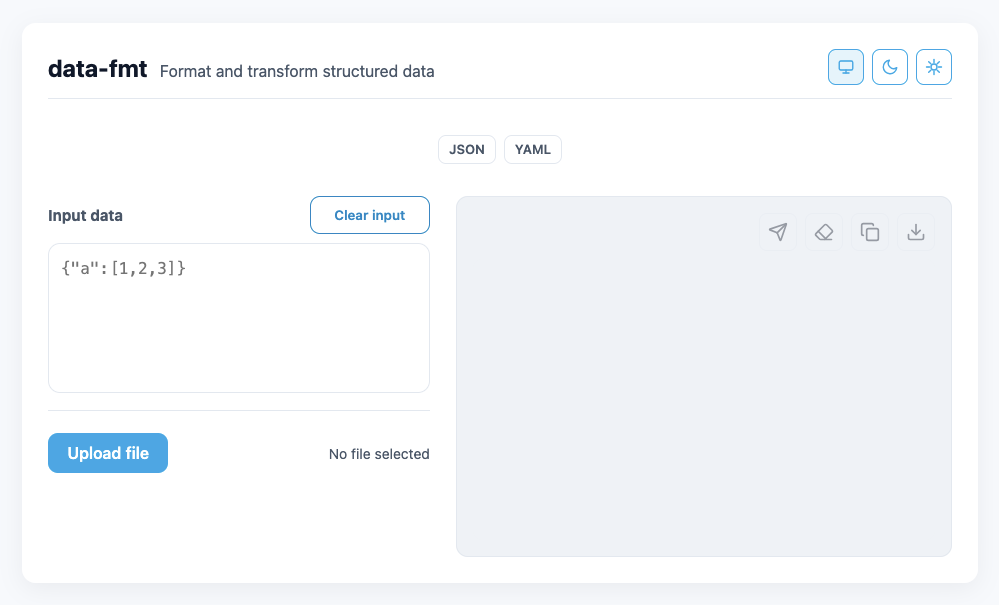 data-fmt Format and transform structured data
JSON YAML
Input data Clear input
{"a":[1,2,3]}
Upload file No file selected